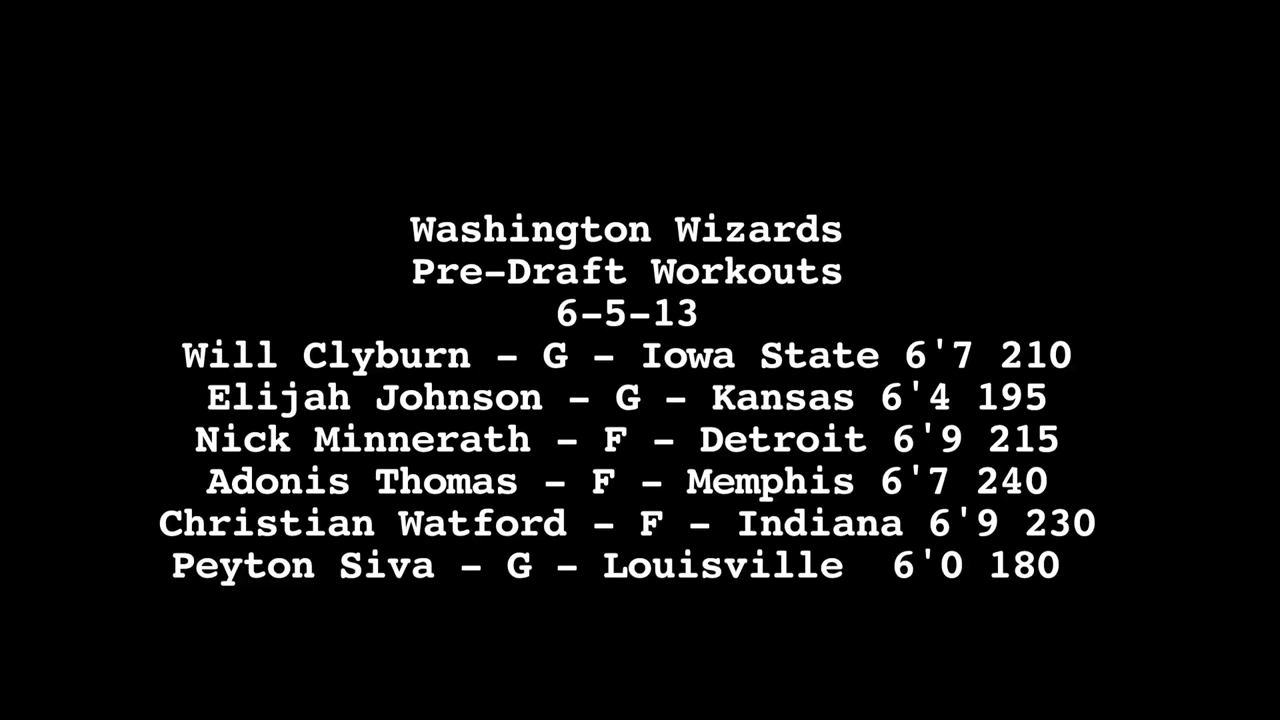 Washington Wizards
Pre-Draft Workouts
6-5-13
Will Clyburn - G - Iowa State 6'7 210
Elijah Johnson - G - Kansas 6'4 195
Nick Minnerath - F - Detroit 6'9 215
Adonis Thomas - F - Memphis 6'7 240
Christian Watford - F - Indiana 6'9 230
Peyton Siva - G - Louisville  6'0 180